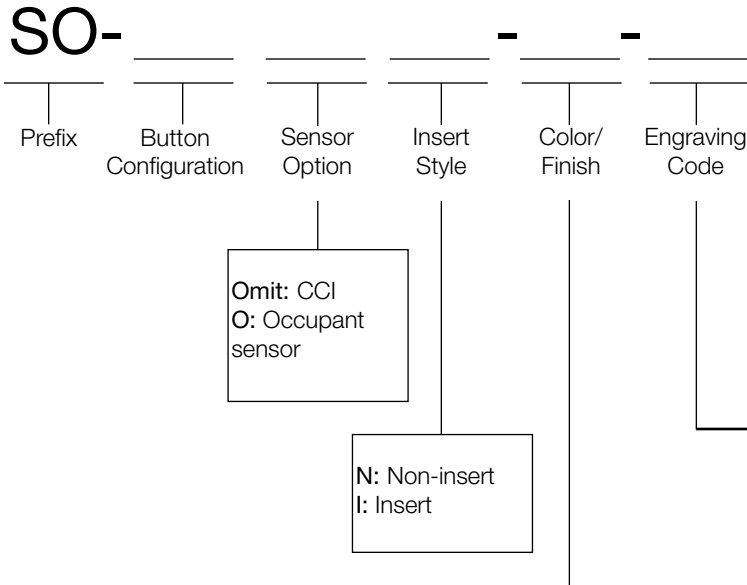 SO- - -
Prefix Button Sensor Insert Color/ Engraving
Configuration Option Style Finish Code
Omit: CCI
O: Occupant
sensor
N: Non-insert
I: Insert